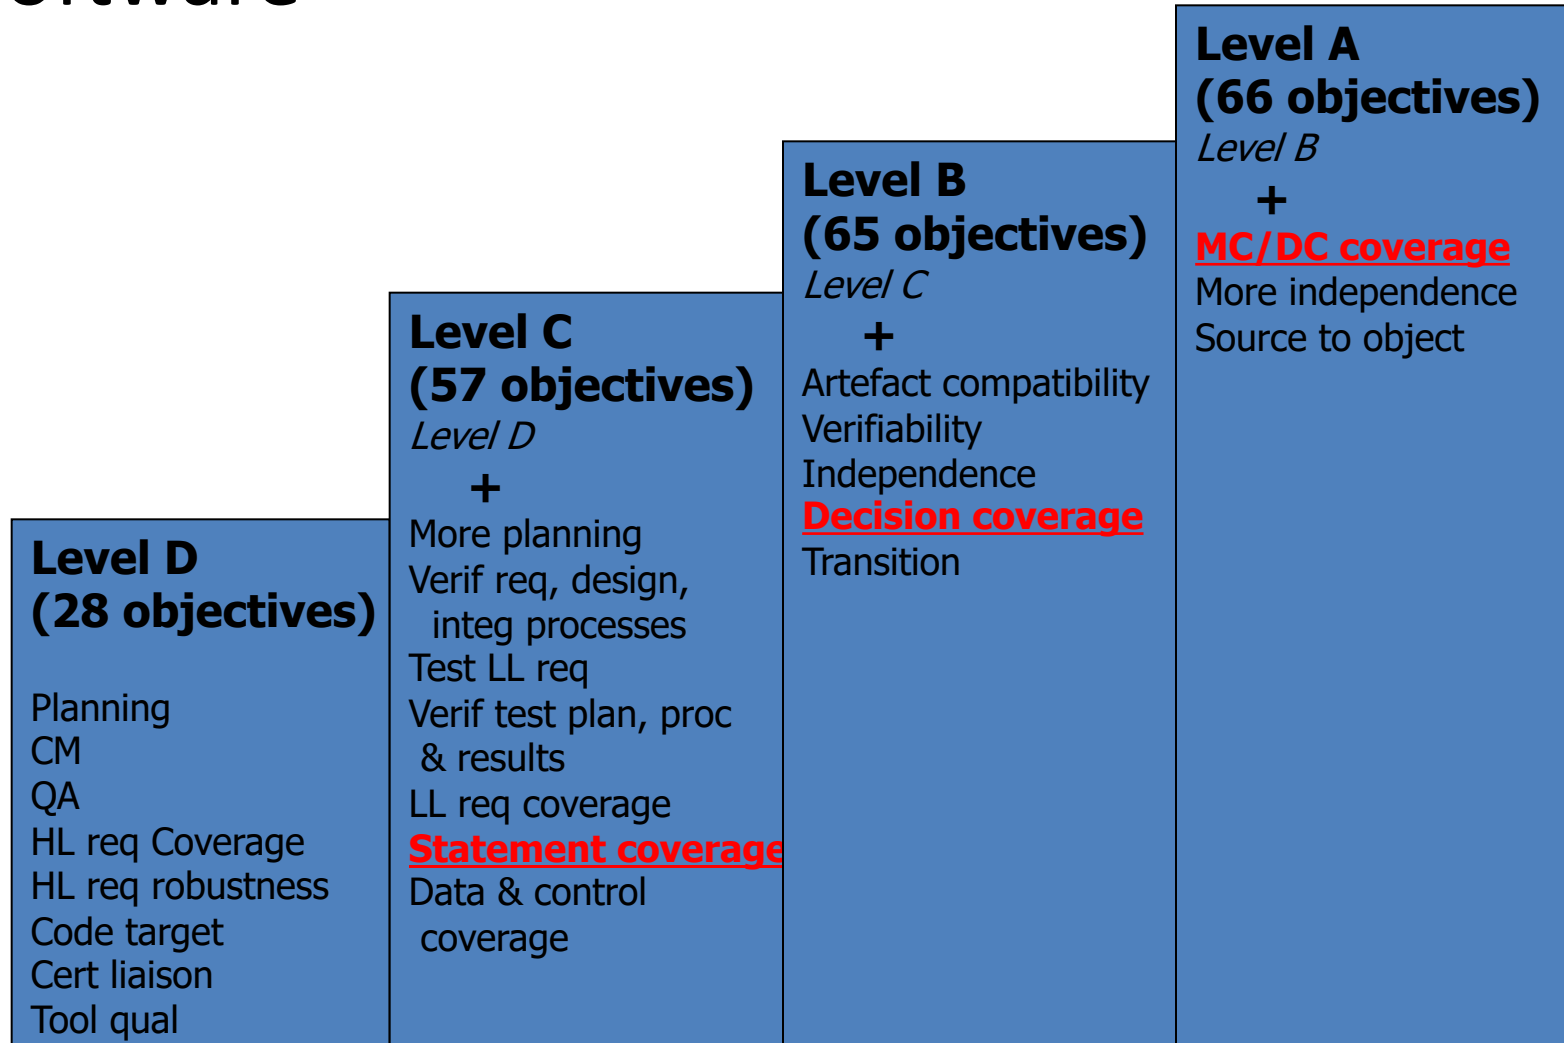 Level D
(28 objectives)
Planning
CM
QA
HL req Coverage
HL req robustness
Code target
Cert liaison
Tool qual
Level C
(57 objectives)
Level D
+
More planning
Verif req, design,
integ processes
Test LL req
Verif test plan, proc
& results
LL req coverage
Statement coverage
Data & control
coverage
Level B
(65 objectives)
Level C
+
Artefact compatibility
Verifiability
Independence
Decision coverage
Transition
Level A
(66 objectives)
Level B
+
MC/DC coverage
More independence
Source to object